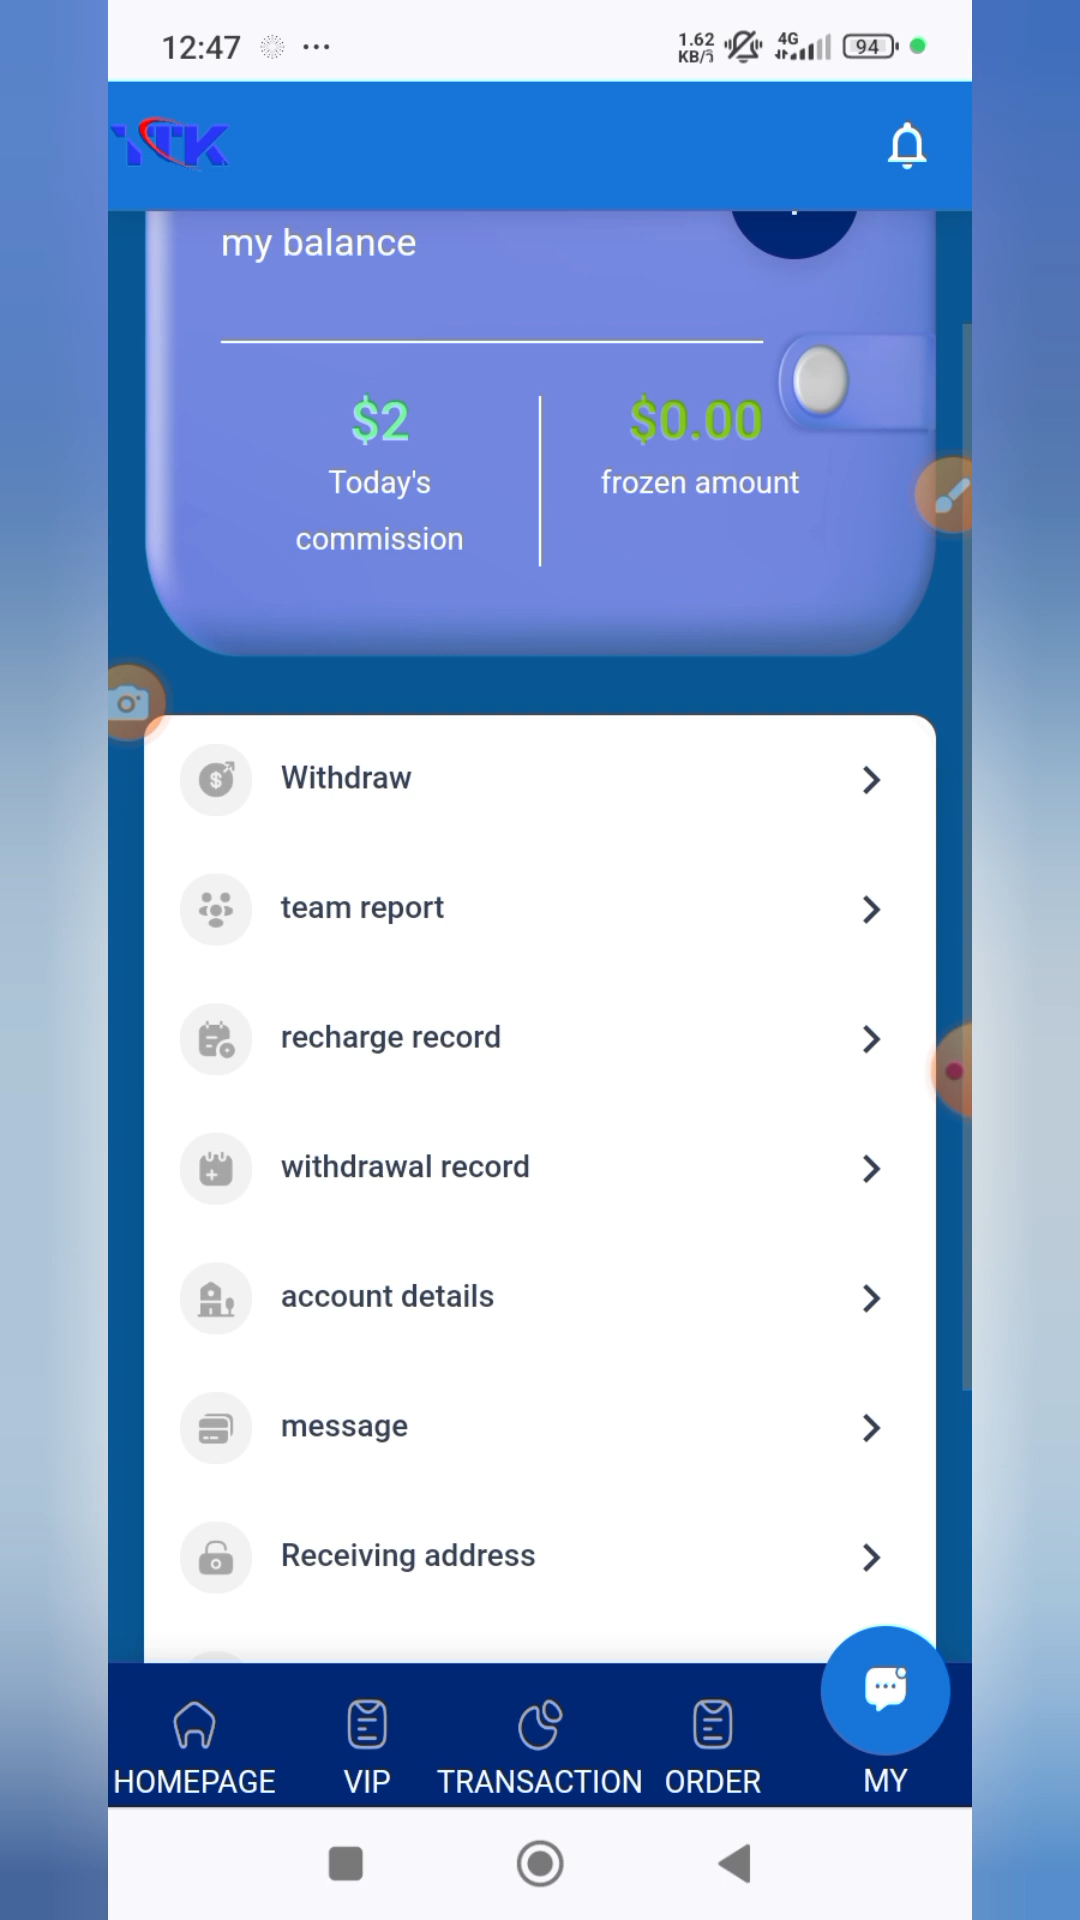 12:47
1.62
KB/s
4G
94
my balance
$2
$0.00
Today's
frozen amount
commission
Withdraw
team report
recharge record
withdrawal record
account details
message
Receiving address
HOMEPAGE
VIP
TRANSACTION
ORDER
MY